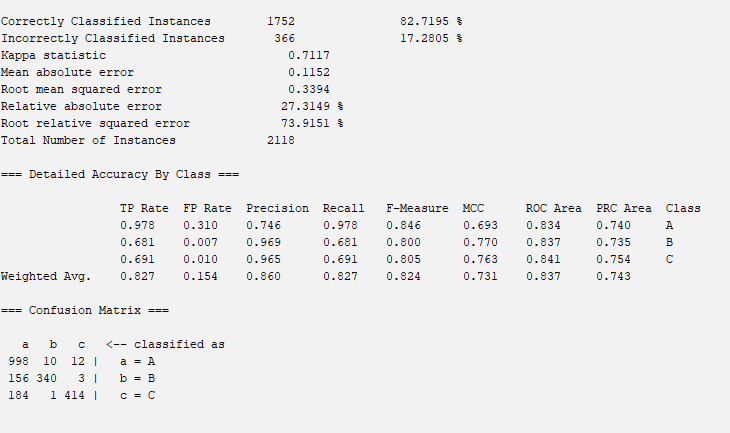 Correctly Classified Instances        1752               82.7195 %
Incorrectly Classified Instances       366               17.2805 %
Kappa statistic                          0.7117
Mean absolute error                      0.1152
Root mean squared error                  0.3394
Relative absolute error                 27.3149 %
Root relative squared error             73.9151 %
Total Number of Instances             2118
=== Detailed Accuracy By Class ===
                 TP Rate  FP Rate  Precision  Recall   F-Measure  MCC      ROC Area  PRC Area  Class
                 0.978    0.310    0.746      0.978    0.846      0.693    0.834     0.740     A
                 0.681    0.007    0.969      0.681    0.800      0.770    0.837     0.735     B
                 0.691    0.010    0.965      0.691    0.805      0.763    0.841     0.754     C
Weighted Avg.    0.827    0.154    0.860      0.827    0.824      0.731    0.837     0.743
=== Confusion Matrix ===
   a   b   c   <-- classified as
 998  10  12 |   a = A
 156 340   3 |   b = B
 184   1 414 |   c = C